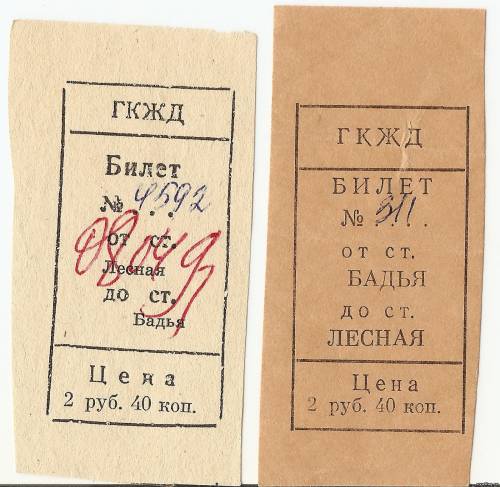 ГКЖД
Билет
№ 4592
от ст.
Лесная
до ст.
Бадья
Цена
2 руб. 40 коп.
ГКЖД
БИЛЕТ
№ 311 . .
от ст.
БАДЬЯ
до ст.
ЛЕСНАЯ
Цена
2 руб. 40 коп.